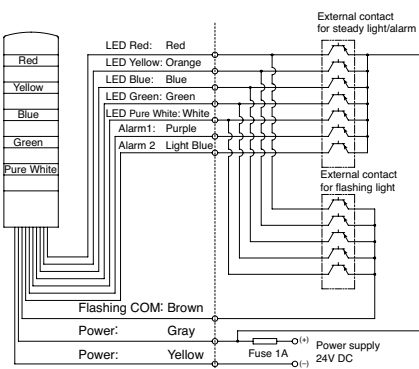 External contact
for steady light/alarm
LED Red: Red
LED Yellow: Orange
LED Blue: Blue
LED Green: Green
LED Pure White: White
Alarm1: Purple
Alarm 2 Light Blue
Red
Yellow
Blue
Green
Pure White
External contact
for flashing light
Flashing COM: Brown
Power: Gray
Power: Yellow
Fuse 1A
(+)
(−)
Power supply
24V DC